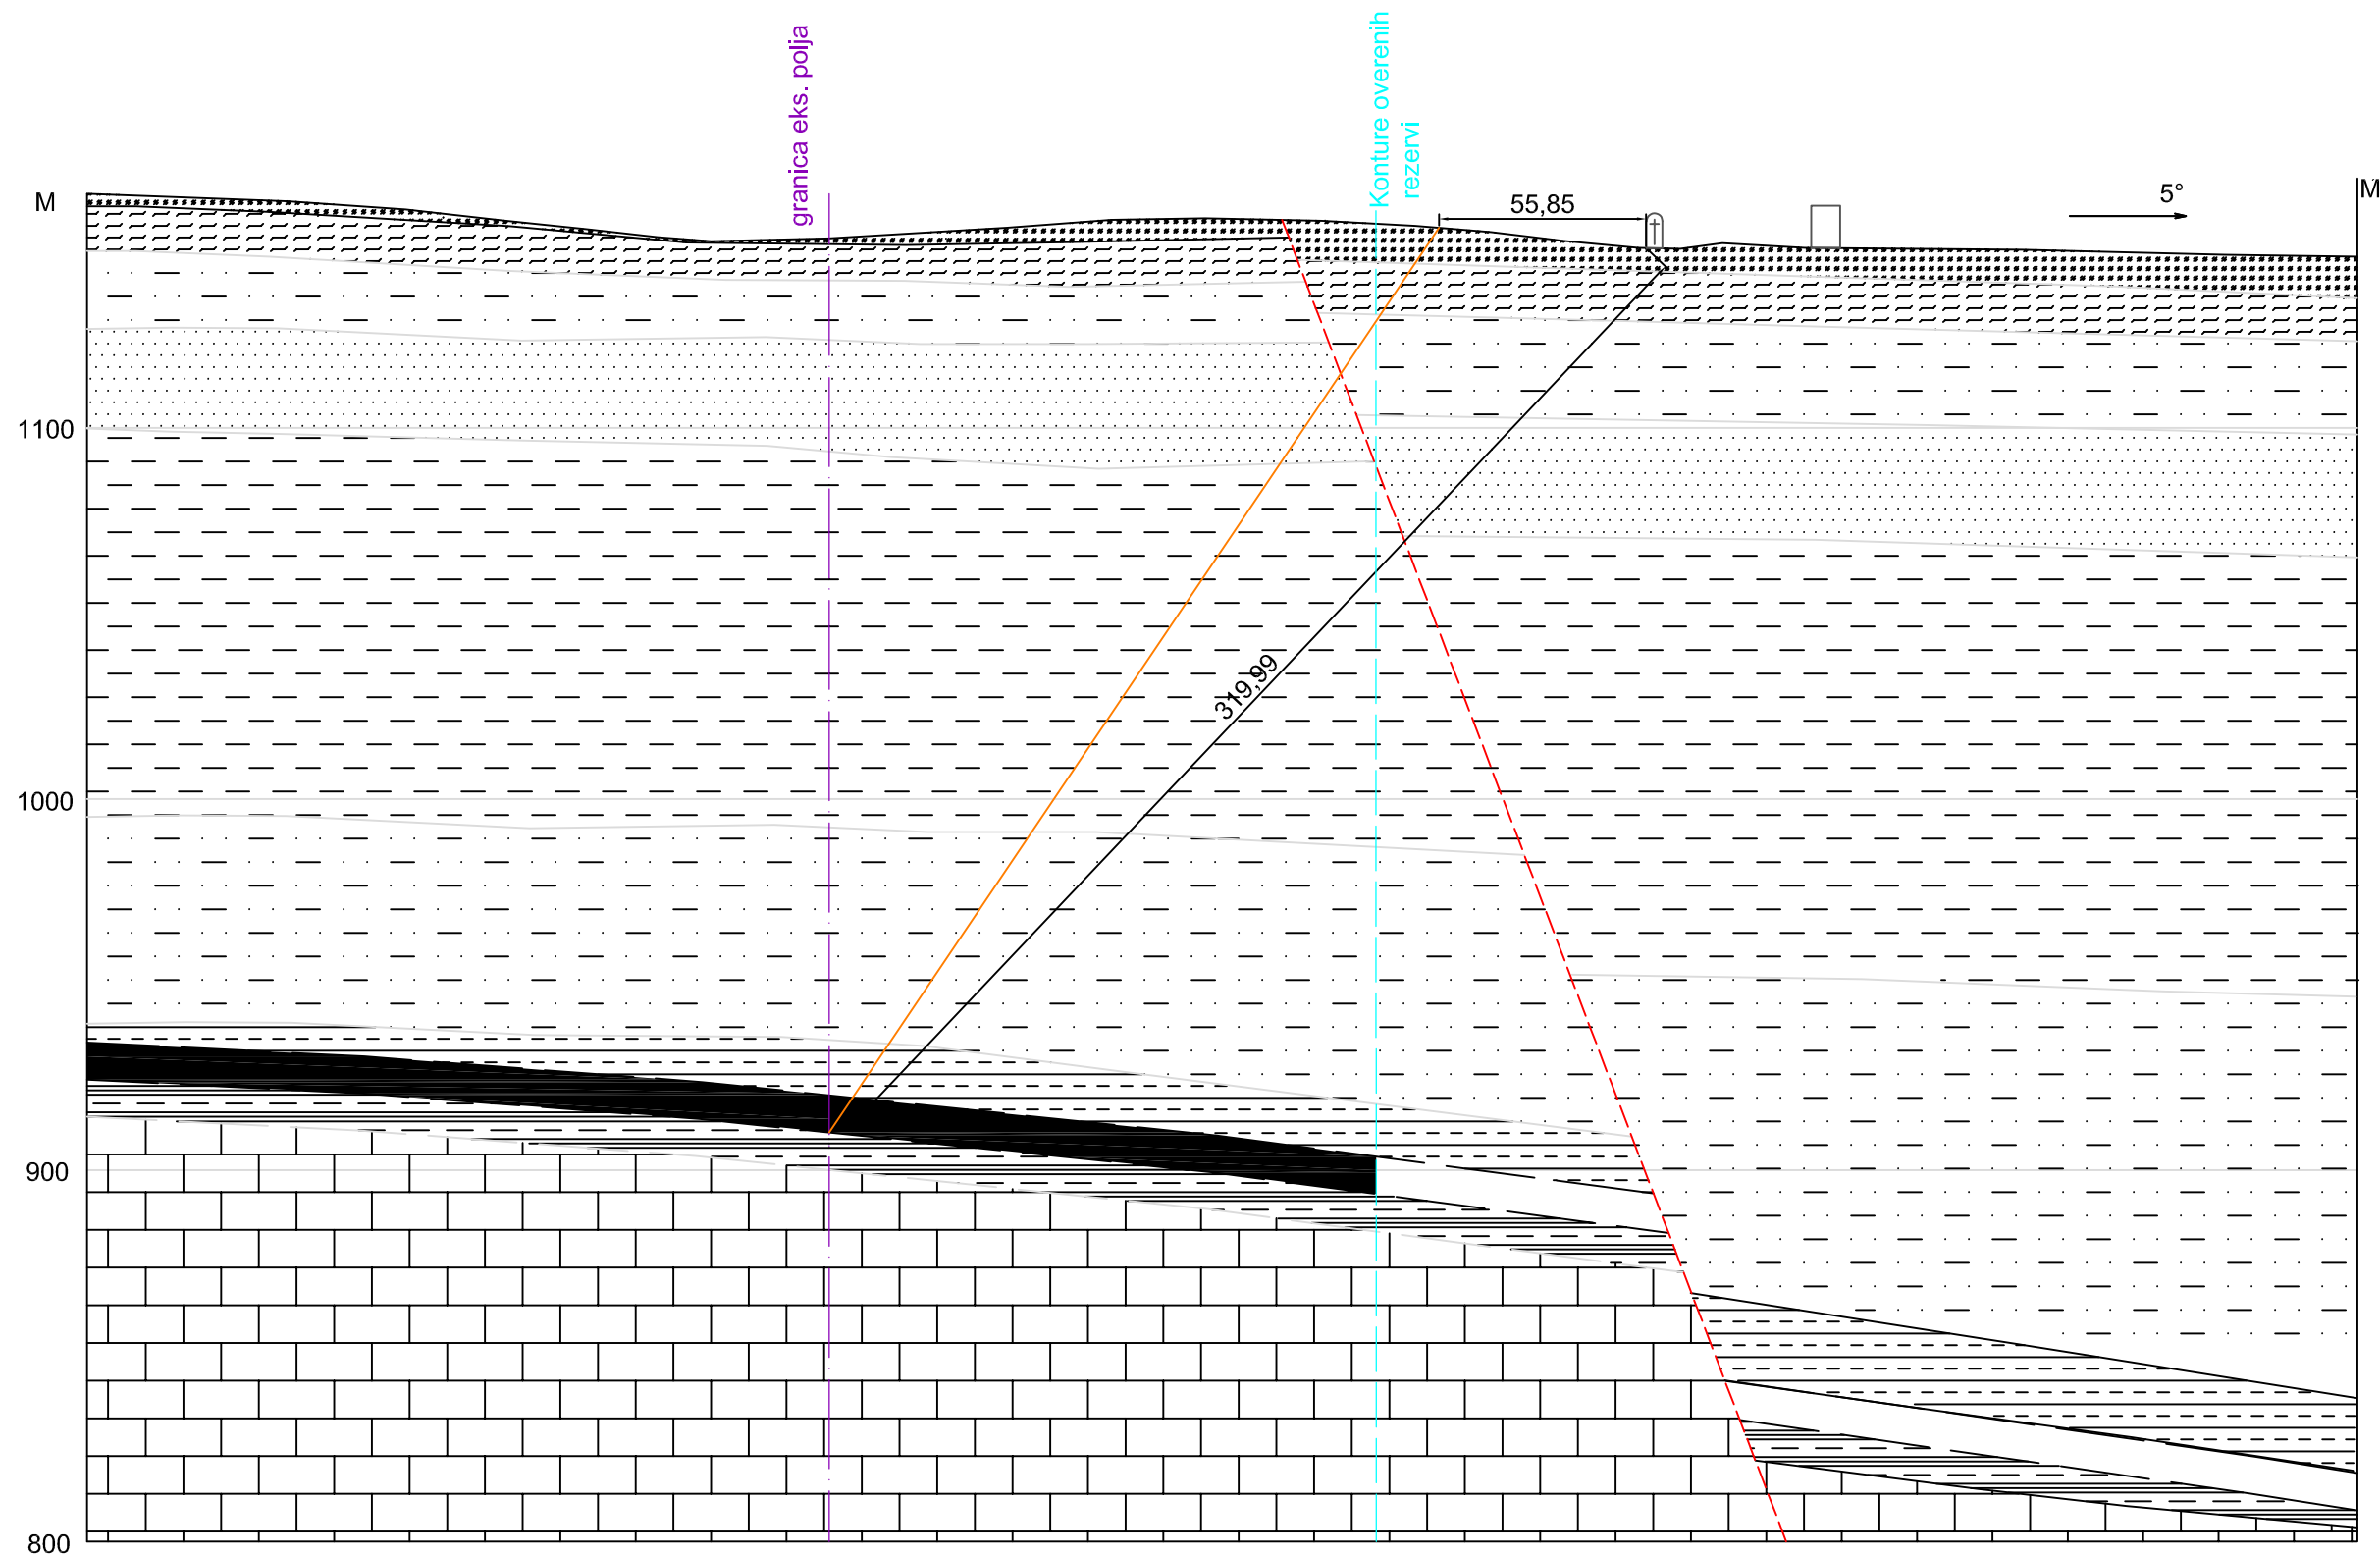 granica eks. polja
Konture overenih
rezervi
M
55,85
5°
M
1100
319,99
1000
900
800